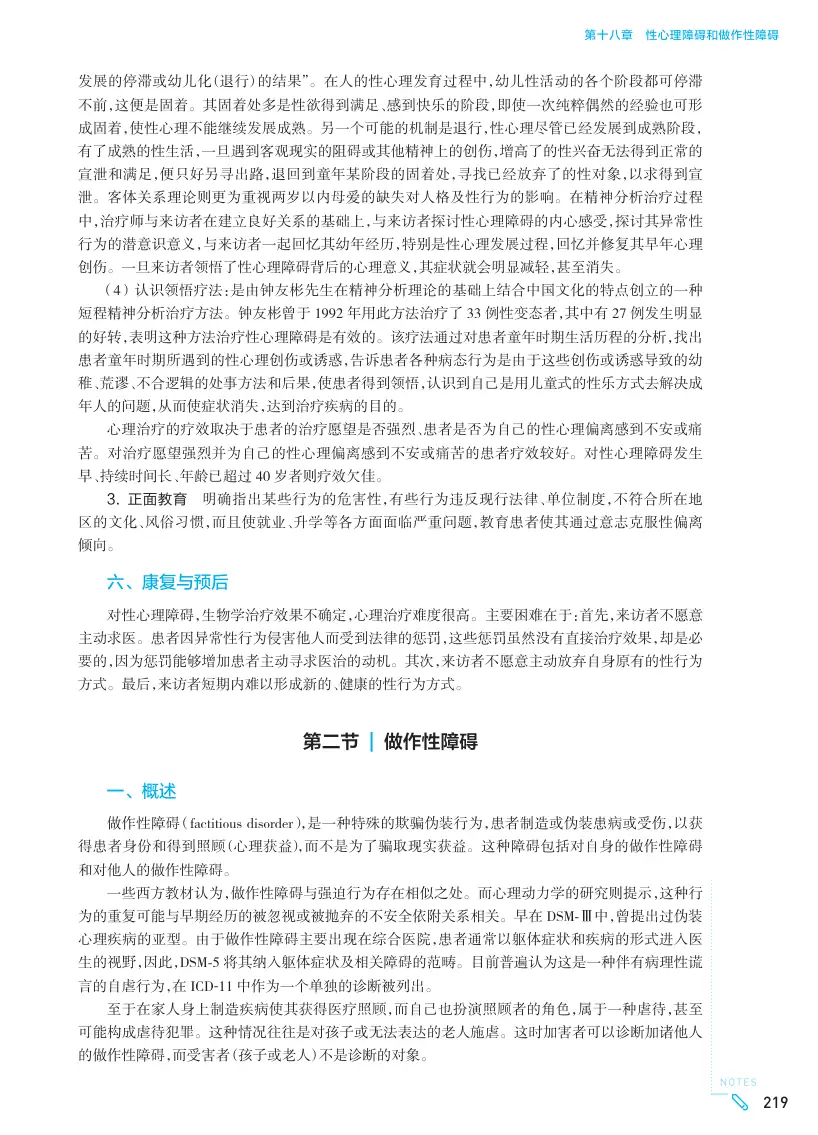 第十八章 性心理障碍和做作性障碍
发展的停滞或幼儿化(退行)的结果”。在人的性心理发育过程中,幼儿性活动的各个阶段都可停滞
不前,这便是固着。其固着处多是性欲得到满足、感到快乐的阶段,即使一次纯粹偶然的经验也可形
成固着,使性心理不能继续发展成熟。另一个可能的机制是退行,性心理尽管已经发展到成熟阶段,
有了成熟的性生活,一旦遇到客观现实的阻碍或其他精神上的创伤,增高了的性兴奋无法得到正常的
宣泄和满足,便只好另寻出路,退回到童年某阶段的固着处,寻找已经放弃了的性对象,以求得到宣
泄。客体关系理论则更为重视两岁以内母爱的缺失对人格及性行为的影响。在精神分析治疗过程
中,治疗师与来访者在建立良好关系的基础上,与来访者探讨性心理障碍的内心感受,探讨其异常性
行为的潜意识意义,与来访者一起回忆其幼年经历,特别是性心理发展过程,回忆并修复其早年心理
创伤。一旦来访者领悟了性心理障碍背后的心理意义,其症状就会明显减轻,甚至消失。
(4)认识领悟疗法:是由钟友彬先生在精神分析理论的基础上结合中国文化的特点创立的一种
短程精神分析治疗方法。钟友彬曾于 1992 年用此方法治疗了 33 例性变态者,其中有 27 例发生明显
的好转,表明这种方法治疗性心理障碍是有效的。该疗法通过对患者童年时期生活历程的分析,找出
患者童年时期所遇到的性心理创伤或诱惑,告诉患者各种病态行为是由于这些创伤或诱惑导致的幼
稚、荒谬、不合逻辑的处事方法和后果,使患者得到领悟,认识到自己是用儿童式的性乐方式去解决成
年人的问题,从而使症状消失,达到治疗疾病的目的。
心理治疗的疗效取决于患者的治疗愿望是否强烈、患者是否为自己的性心理偏离感到不安或痛
苦。对治疗愿望强烈并为自己的性心理偏离感到不安或痛苦的患者疗效较好。对性心理障碍发生
早、持续时间长、年龄已超过 40 岁者则疗效欠佳。
3. 正面教育 明确指出某些行为的危害性,有些行为违反现行法律、单位制度,不符合所在地
区的文化、风俗习惯,而且使就业、升学等各方面面临严重问题,教育患者使其通过意志克服性偏离
倾向。
六、康复与预后
对性心理障碍,生物学治疗效果不确定,心理治疗难度很高。主要困难在于:首先,来访者不愿意
主动求医。患者因异常性行为侵害他人而受到法律的惩罚,这些惩罚虽然没有直接治疗效果,却是必
要的,因为惩罚能够增加患者主动寻求医治的动机。其次,来访者不愿意主动放弃自身原有的性行为
方式。最后,来访者短期内难以形成新的、健康的性行为方式。
第二节 | 做作性障碍
一、概述
做作性障碍(factitious disorder),是一种特殊的欺骗伪装行为,患者制造或伪装患病或受伤,以获
得患者身份和得到照顾(心理获益),而不是为了骗取现实获益。这种障碍包括对自身的做作性障碍
和对他人的做作性障碍。
一些西方教材认为,做作性障碍与强迫行为存在相似之处。而心理动力学的研究则提示,这种行
为的重复可能与早期经历的被忽视或被抛弃的不安全依附关系相关。早在 DSM-Ⅲ中,曾提出过伪装
心理疾病的亚型。由于做作性障碍主要出现在综合医院,患者通常以躯体症状和疾病的形式进入医
生的视野,因此,DSM-5 将其纳入躯体症状及相关障碍的范畴。目前普遍认为这是一种伴有病理性谎
言的自虐行为,在 ICD-11 中作为一个单独的诊断被列出。
至于在家人身上制造疾病使其获得医疗照顾,而自己也扮演照顾者的角色,属于一种虐待,甚至
可能构成虐待犯罪。这种情况往往是对孩子或无法表达的老人施虐。这时加害者可以诊断加诸他人
的做作性障碍,而受害者(孩子或老人)不是诊断的对象。
NOTES
219